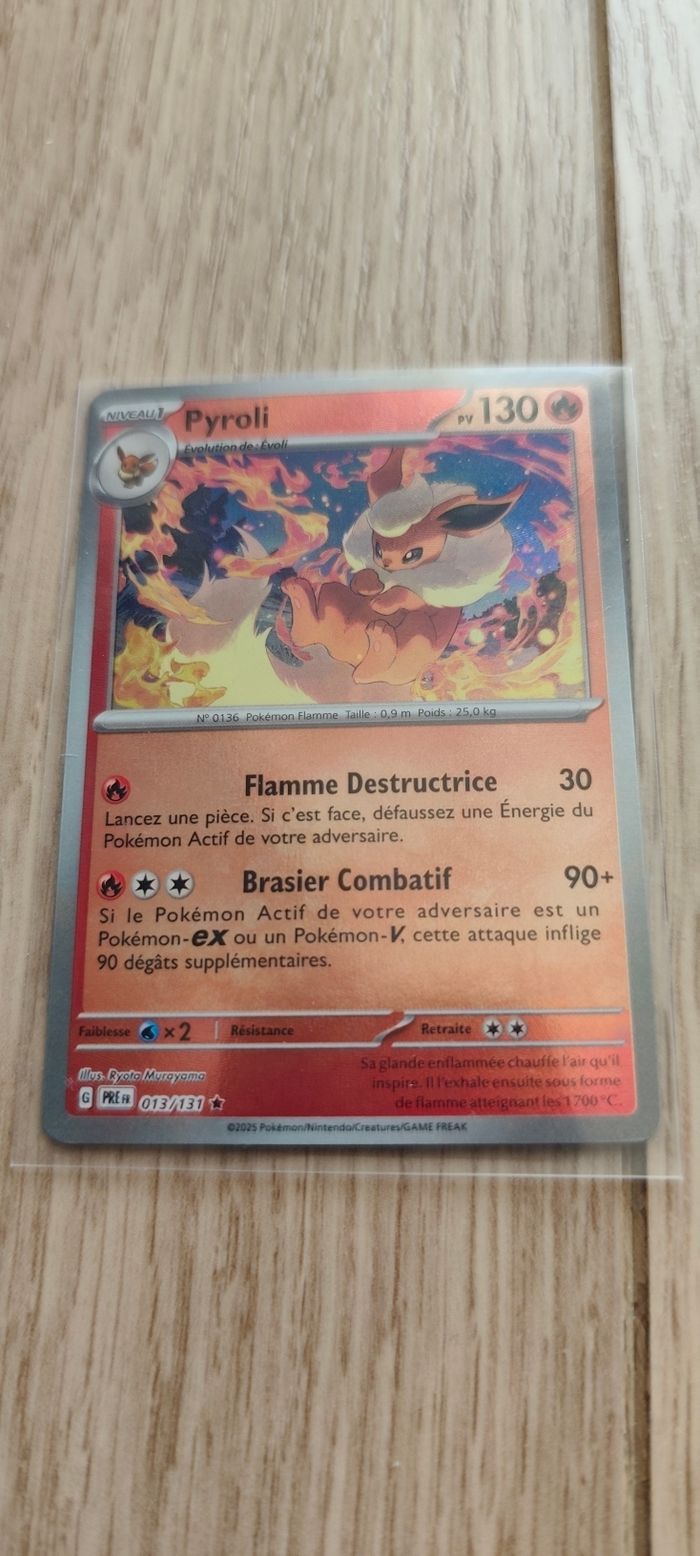 NIVEAU 1
Pyroli
PV 130
Évolution de : Évoli
N° 0136 Pokémon Flamme Taille : 0,9 m Poids : 25,0 kg
Flamme Destructrice 30
Lancez une pièce. Si c'est face, défaussez une Énergie du
Pokémon Actif de votre adversaire.
Brasier Combatif 90+
Si le Pokémon Actif de votre adversaire est un
Pokémon-ex ou un Pokémon-V, cette attaque inflige
90 dégâts supplémentaires.
Faiblesse ×2 Résistance Retraite
Illus. Ryota Murayama
G PRE FR 013/131 ★
Sa glande enflammée chauffe l'air qu'il
inspire. Il l'exhale ensuite sous forme
de flamme atteignant les 1 700 °C.
©2025 Pokémon/Nintendo/Creatures/GAME FREAK